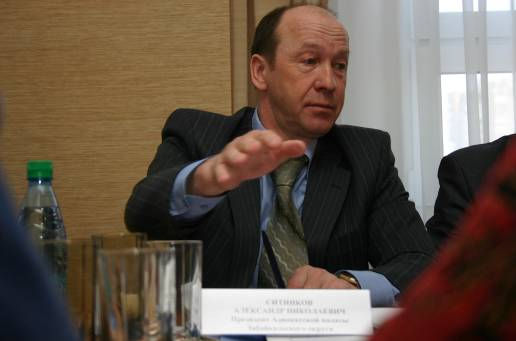 СИТНИКОВ
АЛЕКСАНДР НИКОЛАЕВИЧ
Президент Адвокатской палаты
Забайкальского округа